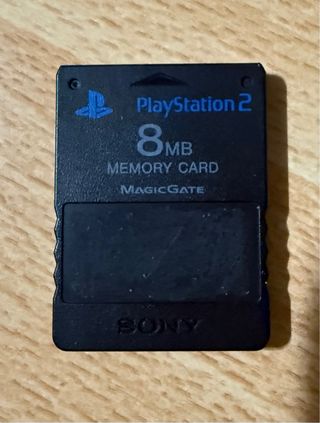 PlayStation 2
8MB
MEMORY CARD
MAGICGATE
SONY